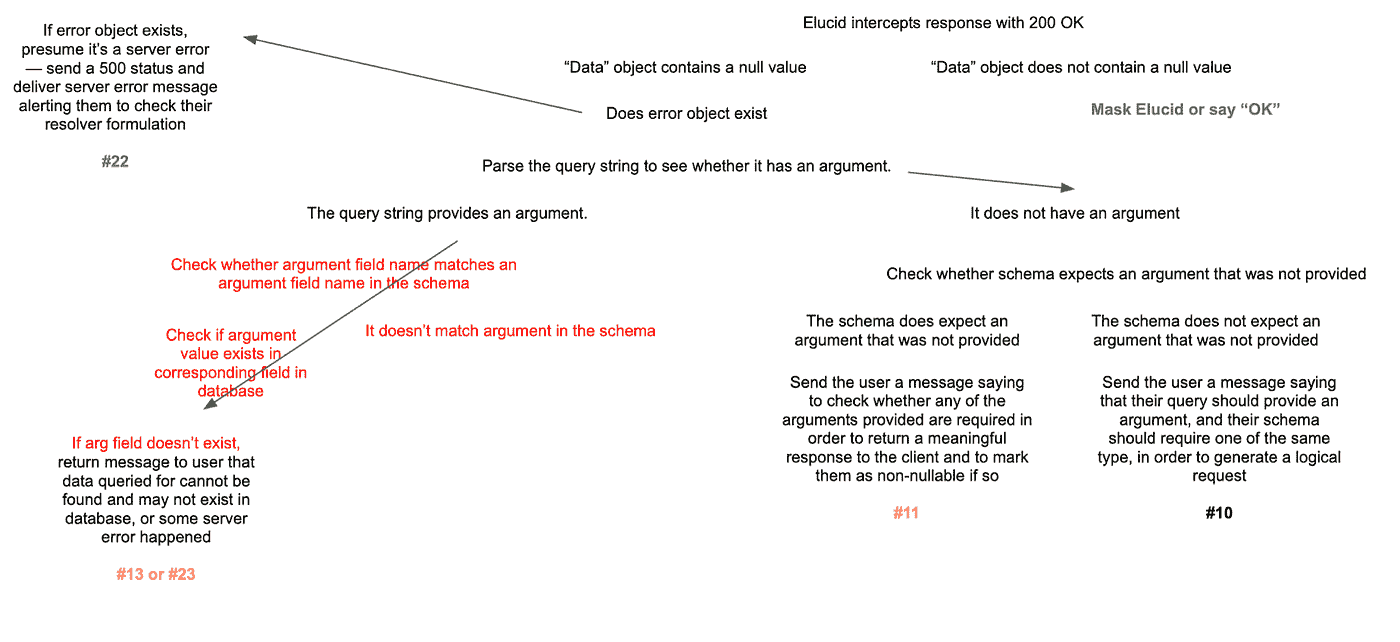 Elucid intercepts response with 200 OK
If error object exists,
presume it's a server error
— send a 500 status and
deliver server error message
alerting them to check their
resolver formulation
#22
“Data” object contains a null value
“Data” object does not contain a null value
Does error object exist
Mask Elucid or say “OK”
Parse the query string to see whether it has an argument.
The query string provides an argument.
It does not have an argument
Check whether argument field name matches an
argument field name in the schema
Check if argument
value exists in
corresponding field in
database
It doesn’t match argument in the schema
If arg field doesn’t exist,
return message to user that
data queried for cannot be
found and may not exist in
database, or some server
error happened
#13 or #23
Check whether schema expects an argument that was not provided
The schema does expect an
argument that was not provided
Send the user a message saying
to check whether any of the
arguments provided are required in
order to return a meaningful
response to the client and to mark
them as non-nullable if so
#11
The schema does not expect an
argument that was not provided
Send the user a message saying
that their query should provide an
argument, and their schema
should require one of the same
type, in order to generate a logical
request
#10